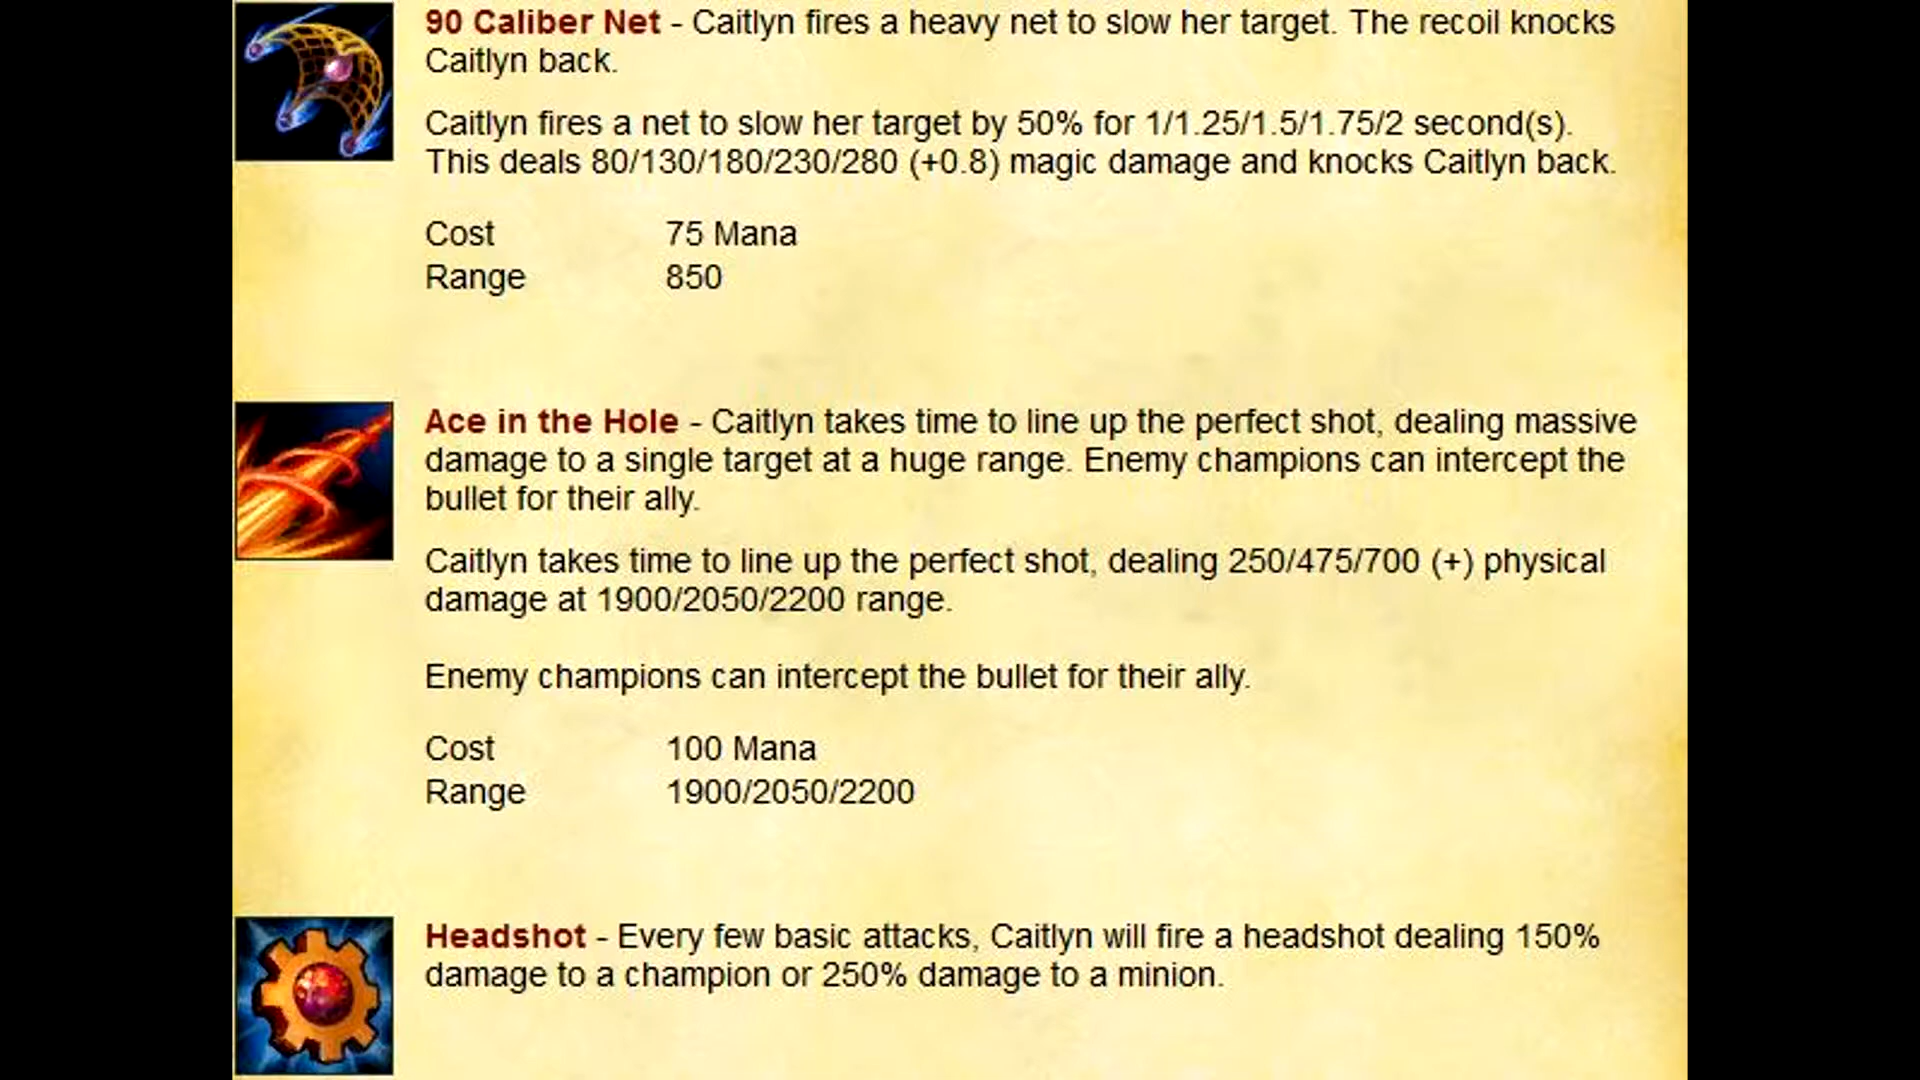 90 Caliber Net - Caitlyn fires a heavy net to slow her target. The recoil knocks
Caitlyn back.
Caitlyn fires a net to slow her target by 50% for 1/1.25/1.5/1.75/2 second(s).
This deals 80/130/180/230/280 (+0.8) magic damage and knocks Caitlyn back.
Cost 75 Mana
Range 850
Ace in the Hole - Caitlyn takes time to line up the perfect shot, dealing massive
damage to a single target at a huge range. Enemy champions can intercept the
bullet for their ally.
Caitlyn takes time to line up the perfect shot, dealing 250/475/700 (+) physical
damage at 1900/2050/2200 range.
Enemy champions can intercept the bullet for their ally.
Cost 100 Mana
Range 1900/2050/2200
Headshot - Every few basic attacks, Caitlyn will fire a headshot dealing 150%
damage to a champion or 250% damage to a minion.